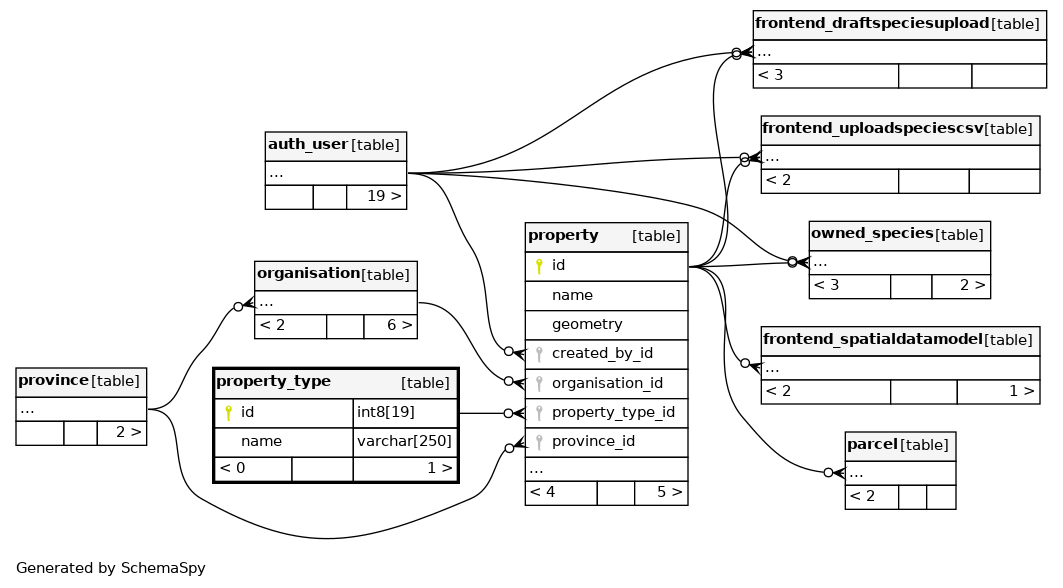 frontend_draftspeciesupload [table]
...
< 3
frontend_uploadspeciescsv [table]
...
< 2
auth_user [table]
...
19 >
property [table]
id
name
geometry
created_by_id
organisation_id
property_type_id
province_id
...
< 4 5 >
owned_species [table]
...
< 3 2 >
organisation [table]
...
< 2 6 >
frontend_spatialdatamodel [table]
...
< 2 1 >
province [table]
...
2 >
property_type [table]
id int8[19]
name varchar[250]
< 0 1 >
parcel [table]
...
< 2
Generated by SchemaSpy